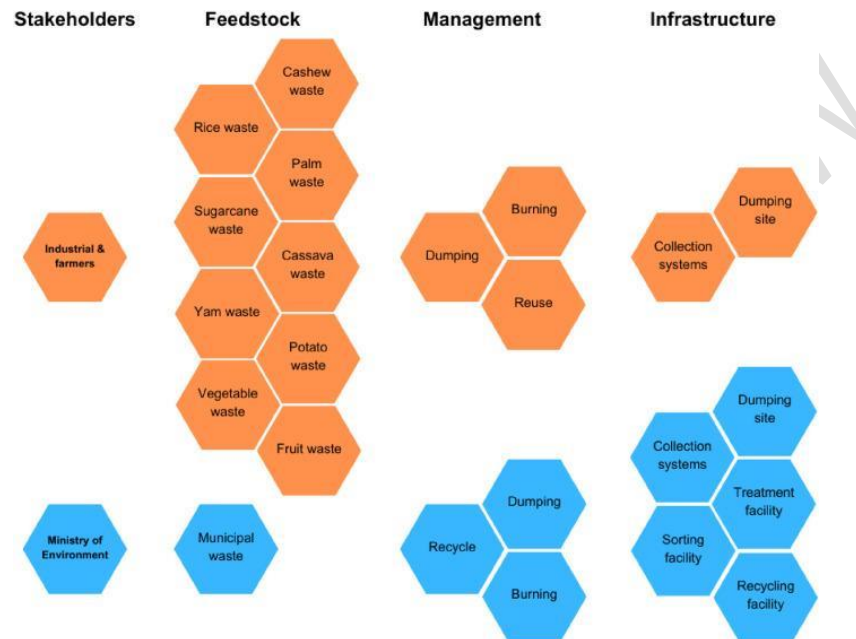 Stakeholders
Feedstock
Management
Infrastructure
Cashew
waste
Rice waste
Palm
waste
Sugarcane
waste
Cassava
waste
Yam waste
Potato
waste
Vegetable
waste
Fruit waste
Industrial &
farmers
Burning
Dumping
Reuse
Dumping
site
Collection
systems
Ministry of
Environment
Municipal
waste
Dumping
Recycle
Burning
Dumping
site
Collection
systems
Treatment
facility
Sorting
facility
Recycling
facility